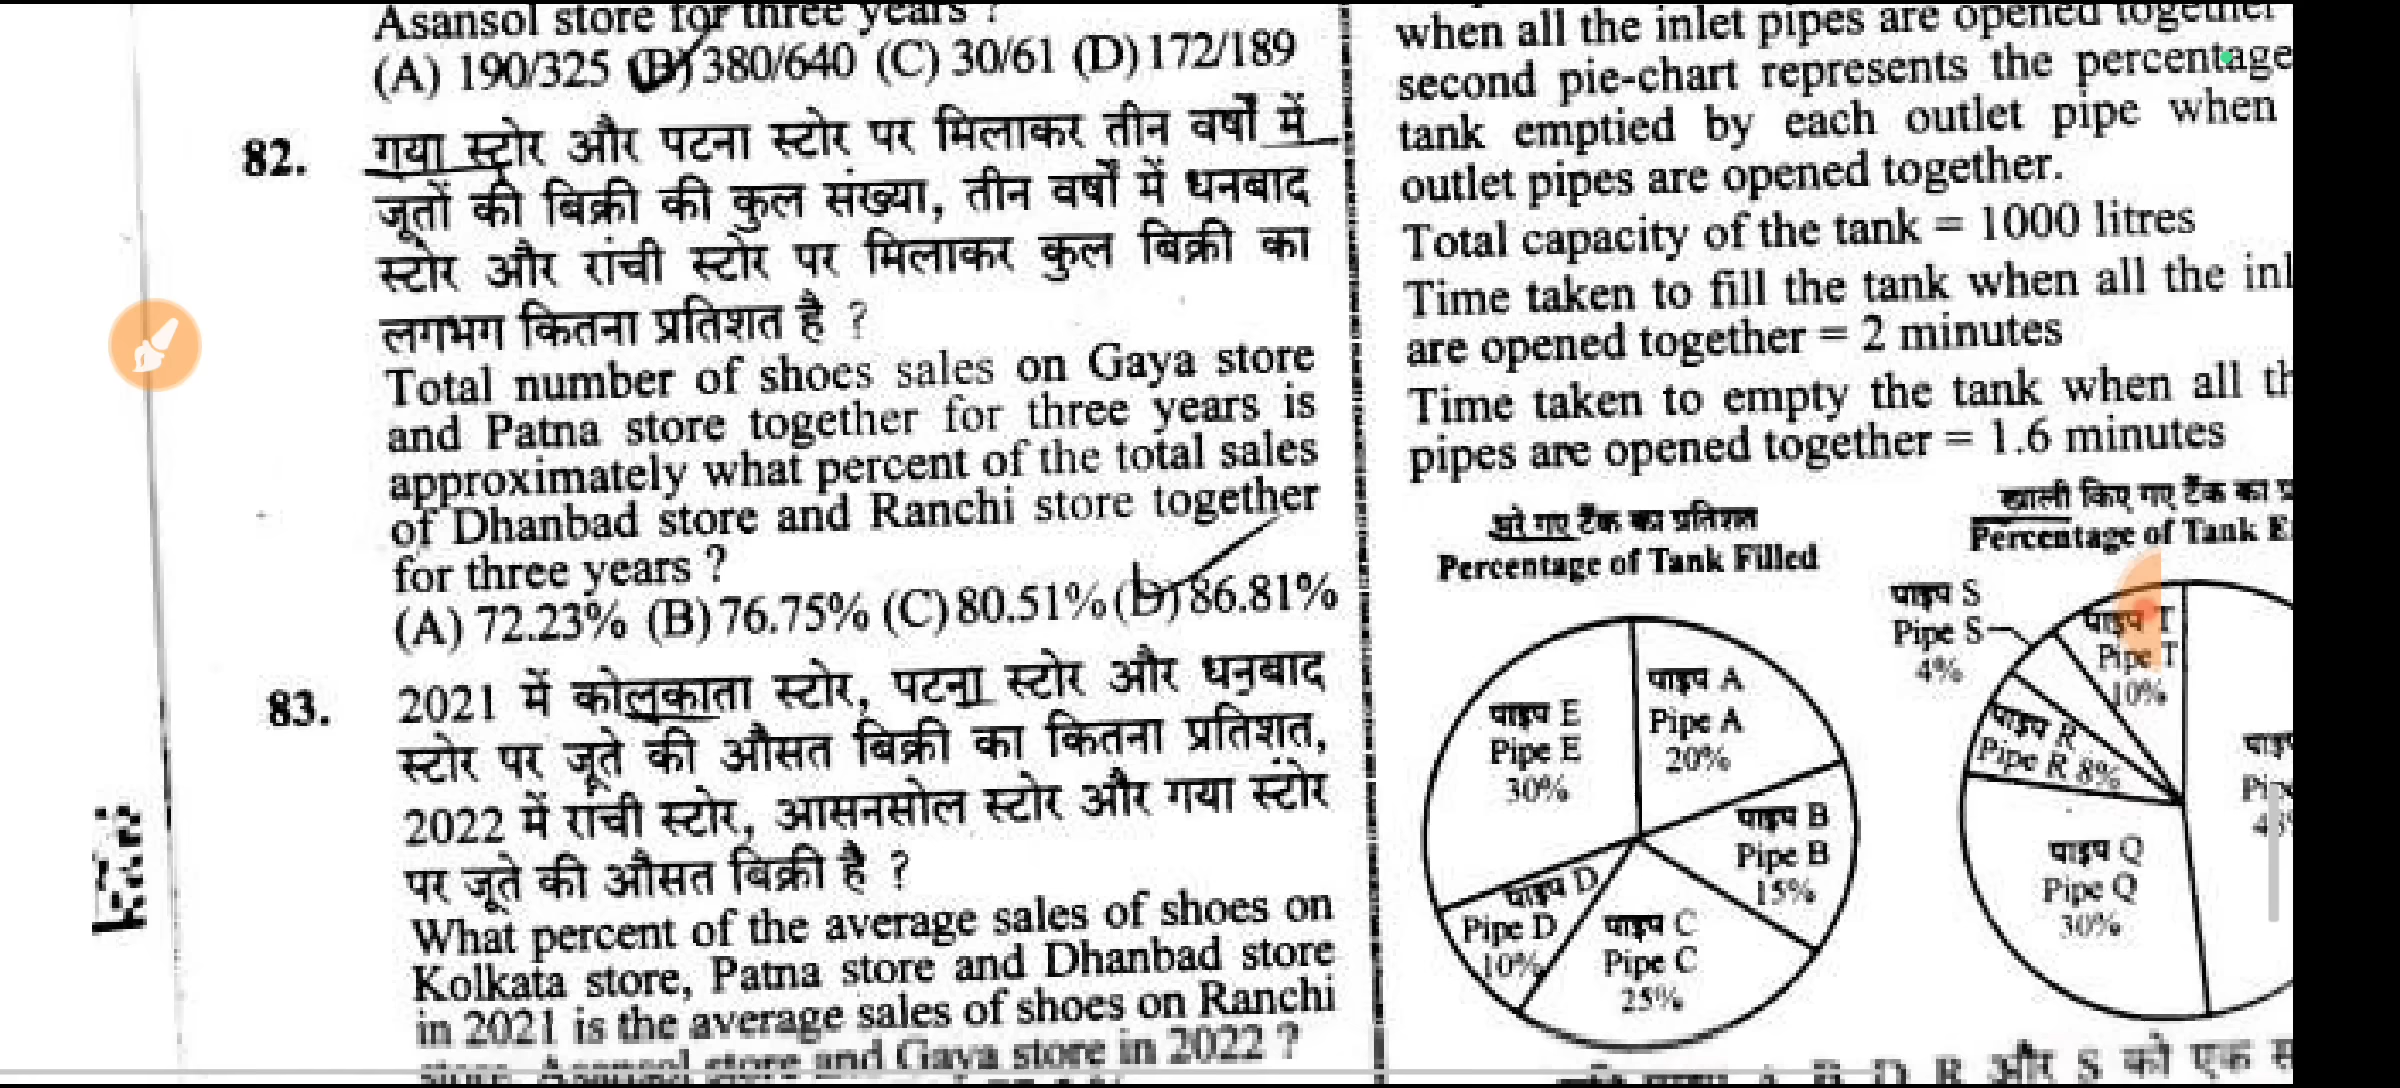 Asansol store for three years ?
(A) 190/325 (B) 380/640 (C) 30/61 (D) 172/189
82. गया स्टोर और पटना स्टोर पर मिलाकर तीन वर्षों में
जूतों की बिक्री की कुल संख्या, तीन वर्षों में धनबाद
स्टोर और रांची स्टोर पर मिलाकर कुल बिक्री का
लगभग कितना प्रतिशत है ?
Total number of shoes sales on Gaya store
and Patna store together for three years is
approximately what percent of the total sales
of Dhanbad store and Ranchi store together
for three years ?
(A) 72.23% (B) 76.75% (C) 80.51% (D) 86.81%
83. 2021 में कोलकाता स्टोर, पटना स्टोर और धनबाद
स्टोर पर जूते की औसत बिक्री का कितना प्रतिशत,
2022 में रांची स्टोर, आसनसोल स्टोर और गया स्टोर
पर जूते की औसत बिक्री है ?
What percent of the average sales of shoes on
Kolkata store, Patna store and Dhanbad store
in 2021 is the average sales of shoes on Ranchi
store, Asansol store and Gaya store in 2022 ?
when all the inlet pipes are opened together
second pie-chart represents the percentage
tank emptied by each outlet pipe when
outlet pipes are opened together.
Total capacity of the tank = 1000 litres
Time taken to fill the tank when all the inl
are opened together = 2 minutes
Time taken to empty the tank when all th
pipes are opened together = 1.6 minutes
भरे गए टैंक का प्रतिशत
Percentage of Tank Filled
पाइप A
Pipe A
20%
पाइप B
Pipe B
15%
पाइप C
Pipe C
25%
पाइप D
Pipe D
10%
पाइप E
Pipe E
30%
खाली किए गए टैंक का प्र
Percentage of Tank E
पाइप S
Pipe S
4%
पाइप T
Pipe T
10%
पाइप R
Pipe R 8%
पाइप Q
Pipe Q
30%
पाइप
Pipe
D R और S को एक स